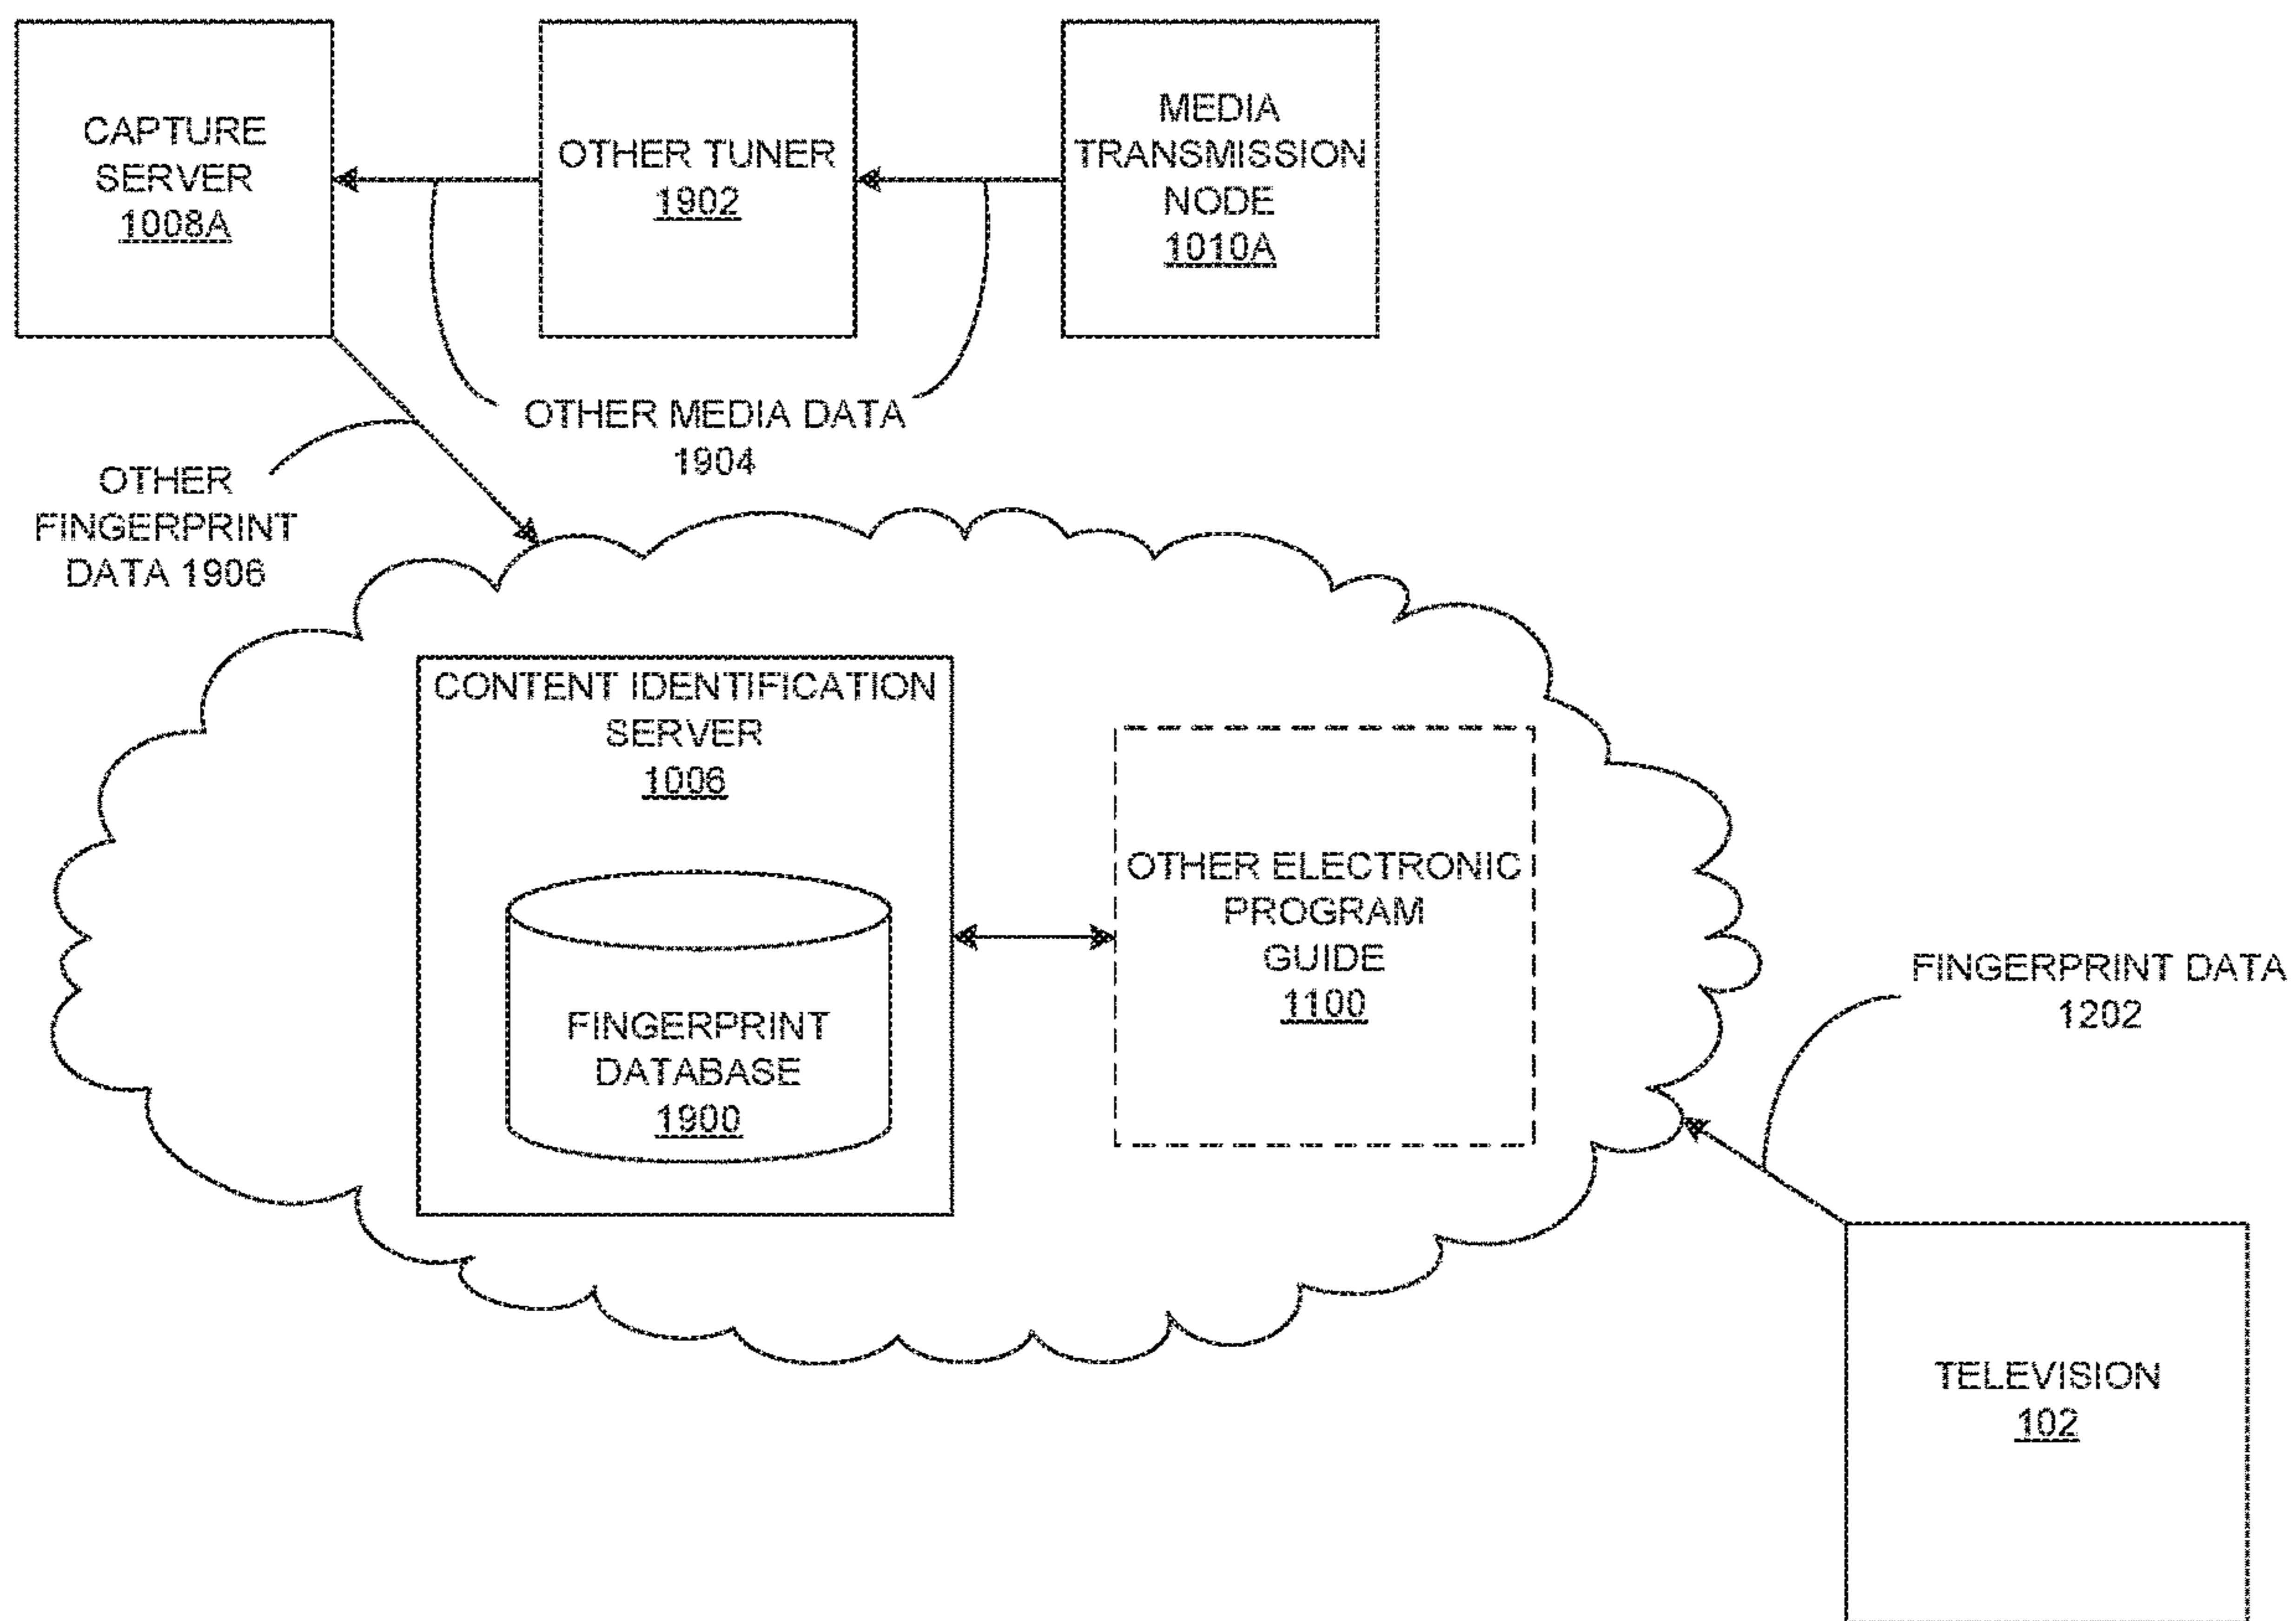 CAPTURE
SERVER
1008A
OTHER TUNER
1902
MEDIA
TRANSMISSION
NODE
1010A
OTHER MEDIA DATA
1904
OTHER
FINGERPRINT
DATA 1906
CONTENT IDENTIFICATION
SERVER
1006
FINGERPRINT
DATABASE
1900
OTHER ELECTRONIC
PROGRAM
GUIDE
1100
FINGERPRINT DATA
1202
TELEVISION
102